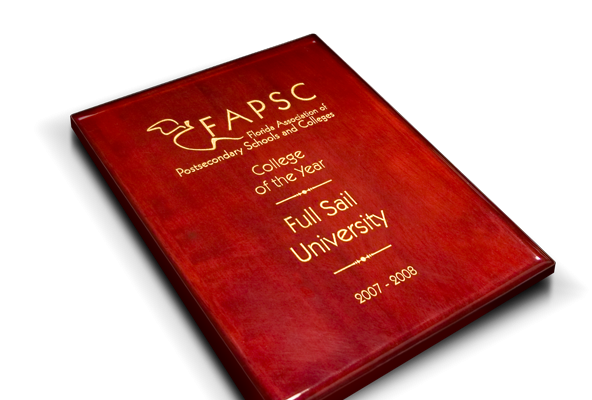 FAPSC
Florida Association of
Postsecondary Schools and Colleges
College
of the Year
Full Sail
University
2007 - 2008